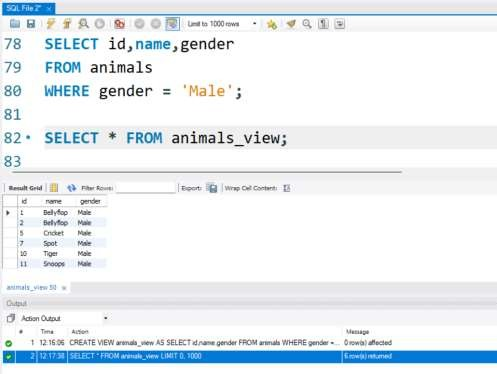 SQL File 2* ×
Limit to 1000 rows
78 SELECT id,name,gender
79 FROM animals
80 WHERE gender = 'Male';
81
82 SELECT * FROM animals_view;
83
Result Grid Filter Rows: Export: Wrap Cell Content:
id name gender
1 Bellyflop Male
2 Bellyflop Male
5 Cricket Male
7 Spot Male
10 Tiger Male
11 Snoops Male
animals_view 50 ×
Output
Action Output
# Time Action Message
1 12:16:06 CREATE VIEW animals_view AS SELECT id,name,gender FROM animals WHERE gender =... 0 row(s) affected
2 12:17:38 SELECT * FROM animals_view LIMIT 0, 1000 6 row(s) returned